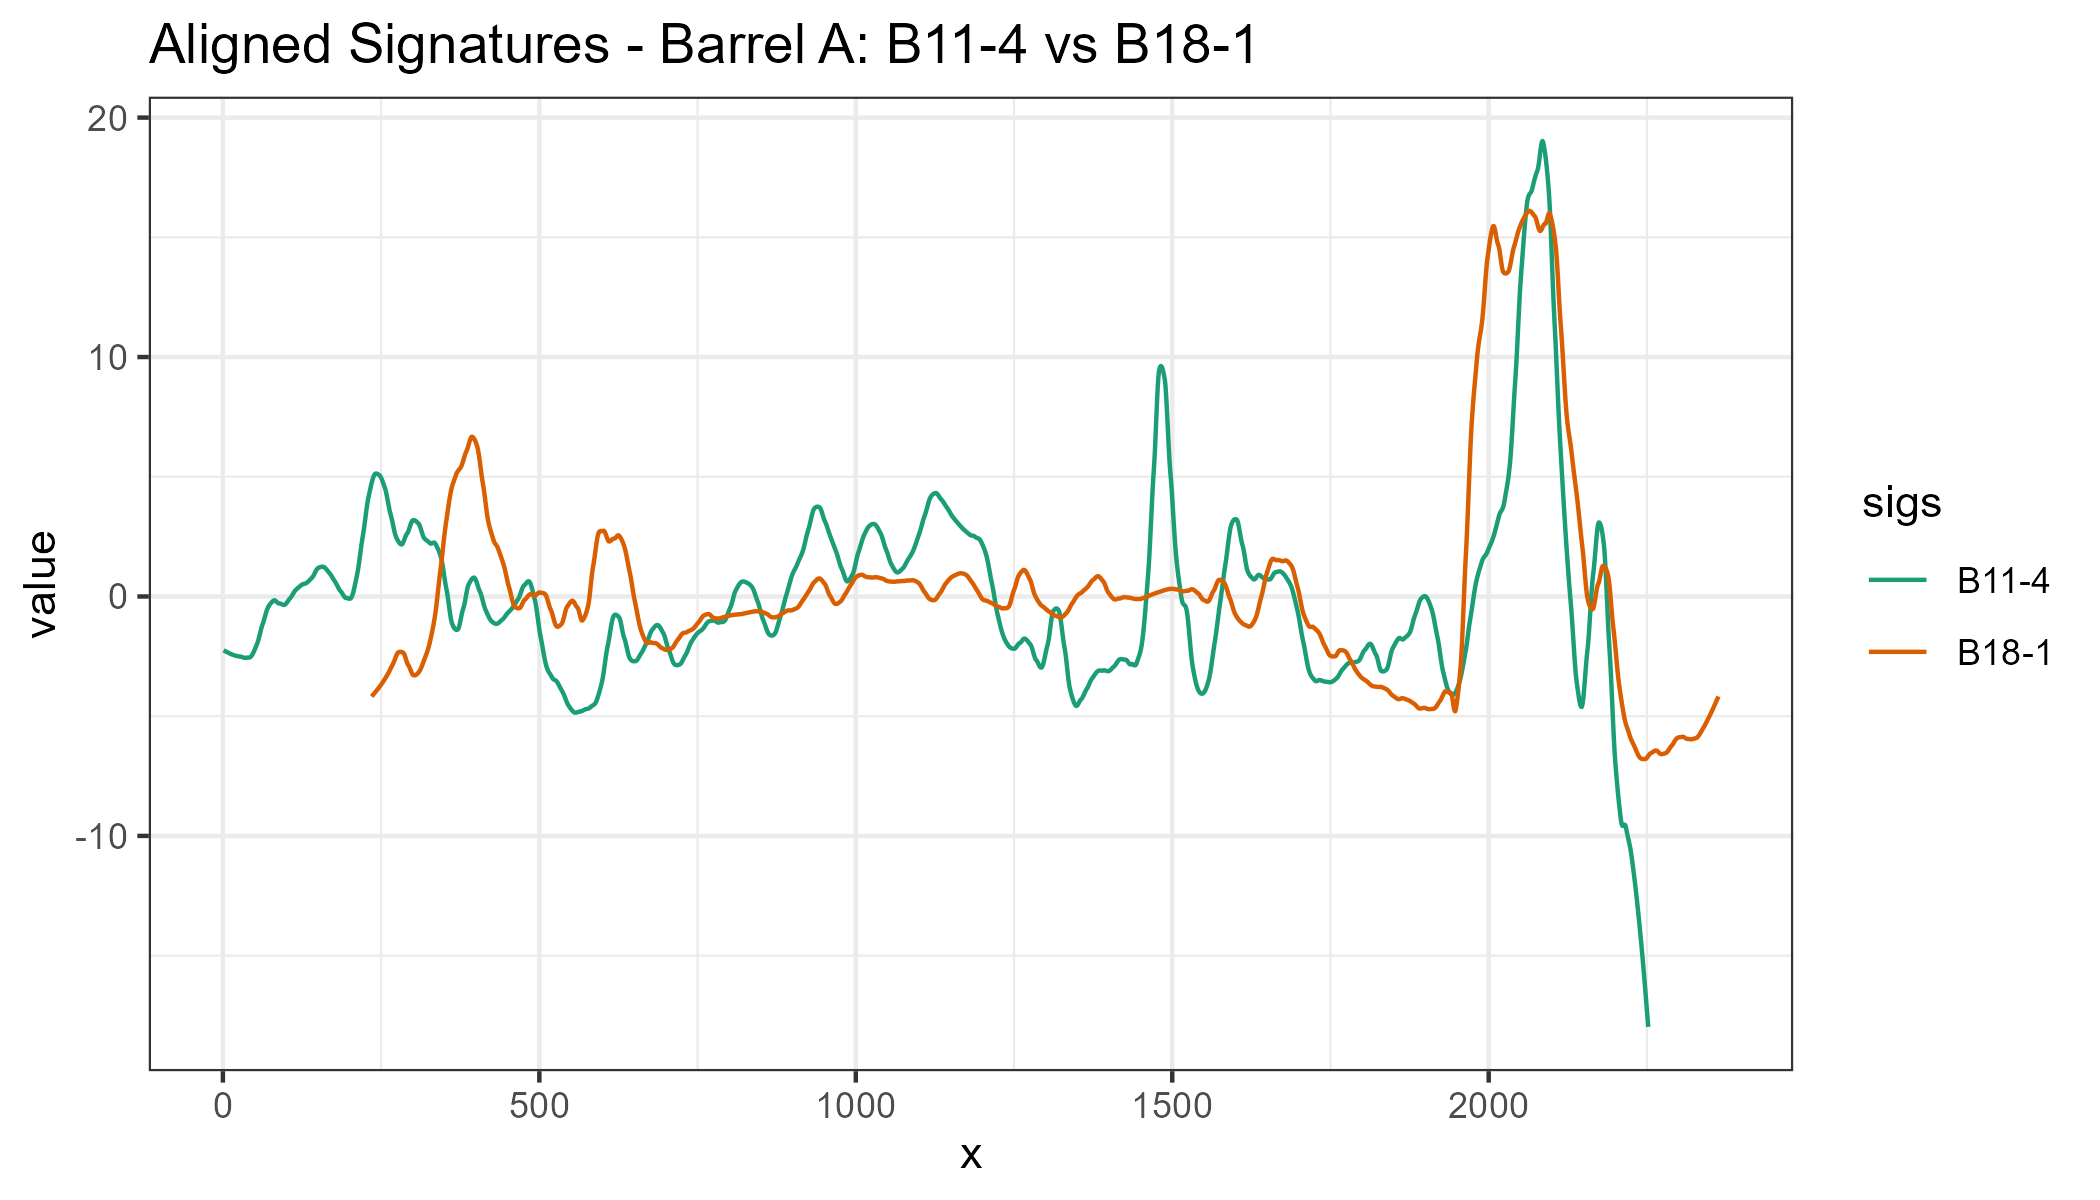 Aligned Signatures - Barrel A: B11-4 vs B18-1
20
10
0
-10
value
0 500 1000 1500 2000
x
sigs
B11-4
B18-1